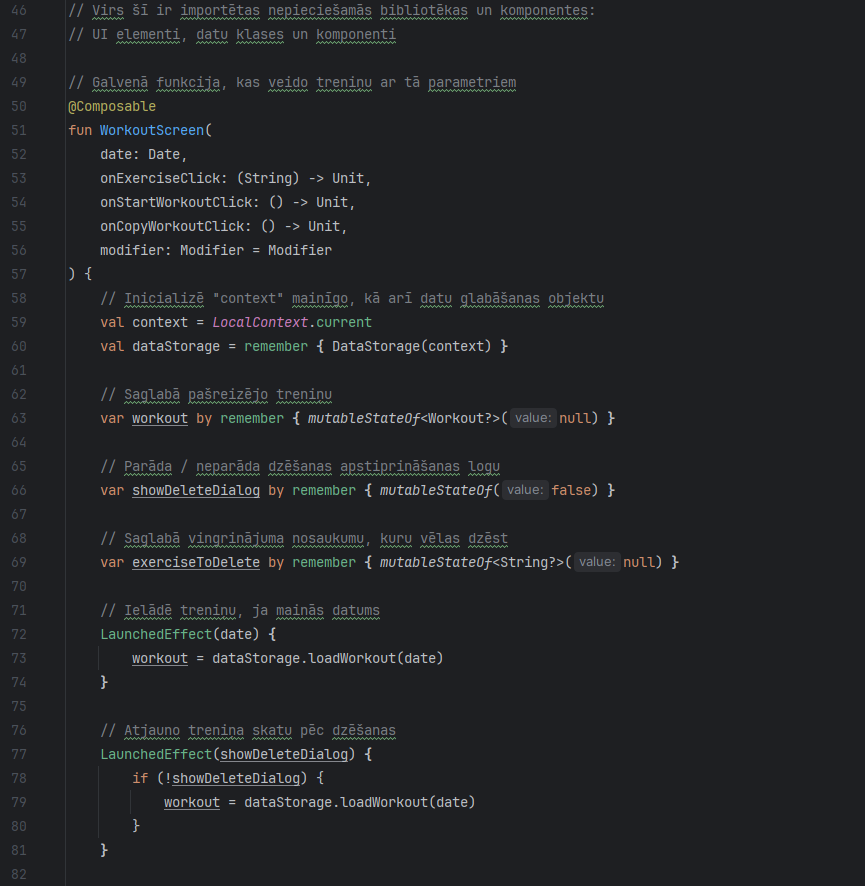 46 // Virs šī ir importētas nepieciešamās bibliotēkas un komponentes:
47 // UI elementi, datu klases un komponenti
48
49 // Galvenā funkcija, kas veido treniņu ar tā parametriem
50 @Composable
51 fun WorkoutScreen(
52 date: Date,
53 onExerciseClick: (String) -> Unit,
54 onStartWorkoutClick: () -> Unit,
55 onCopyWorkoutClick: () -> Unit,
56 modifier: Modifier = Modifier
57 ) {
58 // Inicializē "context" mainīgo, kā arī datu glabāšanas objektu
59 val context = LocalContext.current
60 val dataStorage = remember { DataStorage(context) }
61
62 // Saglabā pašreizējo treniņu
63 var workout by remember { mutableStateOf<Workout?>( value: null) }
64
65 // Parāda / neparāda dzēšanas apstiprināšanas logu
66 var showDeleteDialog by remember { mutableStateOf( value: false) }
67
68 // Saglabā vingrinājuma nosaukumu, kuru vēlas dzēst
69 var exerciseToDelete by remember { mutableStateOf<String?>( value: null) }
70
71 // Ielādē treniņu, ja mainās datums
72 LaunchedEffect(date) {
73 workout = dataStorage.loadWorkout(date)
74 }
75
76 // Atjauno treniņa skatu pēc dzēšanas
77 LaunchedEffect(showDeleteDialog) {
78 if (!showDeleteDialog) {
79 workout = dataStorage.loadWorkout(date)
80 }
81 }
82